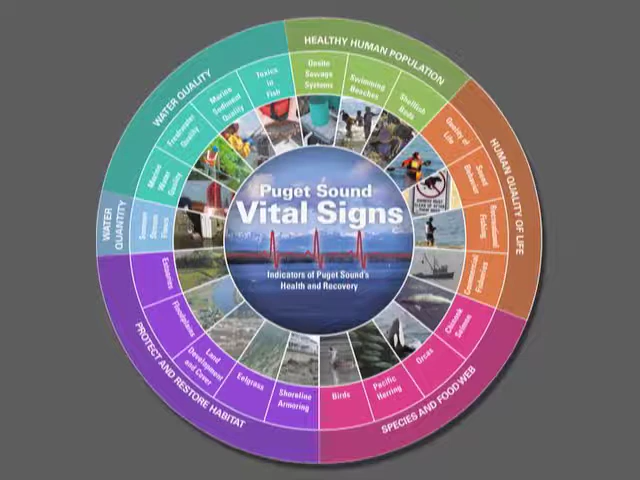 Puget Sound
Vital Signs
Indicators of Puget Sound's
Health and Recovery
HEALTHY HUMAN POPULATION
Onsite
Sewage
Systems
Swimming
Beaches
Shellfish
Beds
HUMAN QUALITY OF LIFE
Quality of
Life
Sound
Behavior
Recreational
Fishing
Commercial
Fisheries
SPECIES AND FOOD WEB
Chinook
Salmon
Orcas
Pacific
Herring
Birds
PROTECT AND RESTORE HABITAT
Shoreline
Armoring
Eelgrass
Land
Development
and Cover
Floodplains
Estuaries
WATER
QUANTITY
Summer
Stream
Flows
WATER QUALITY
Marine
Water
Quality
Freshwater
Quality
Marine
Sediment
Quality
Toxics
in
Fish